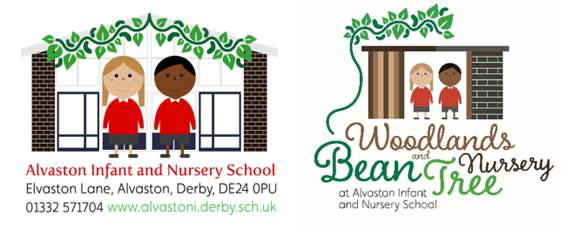 Alvaston Infant and Nursery School
Elvaston Lane, Alvaston, Derby, DE24 0PU
01332 571704 www.alvastoni.derby.sch.uk
Woodlands
and
Bean Tree Nursery
at Alvaston Infant
and Nursery School